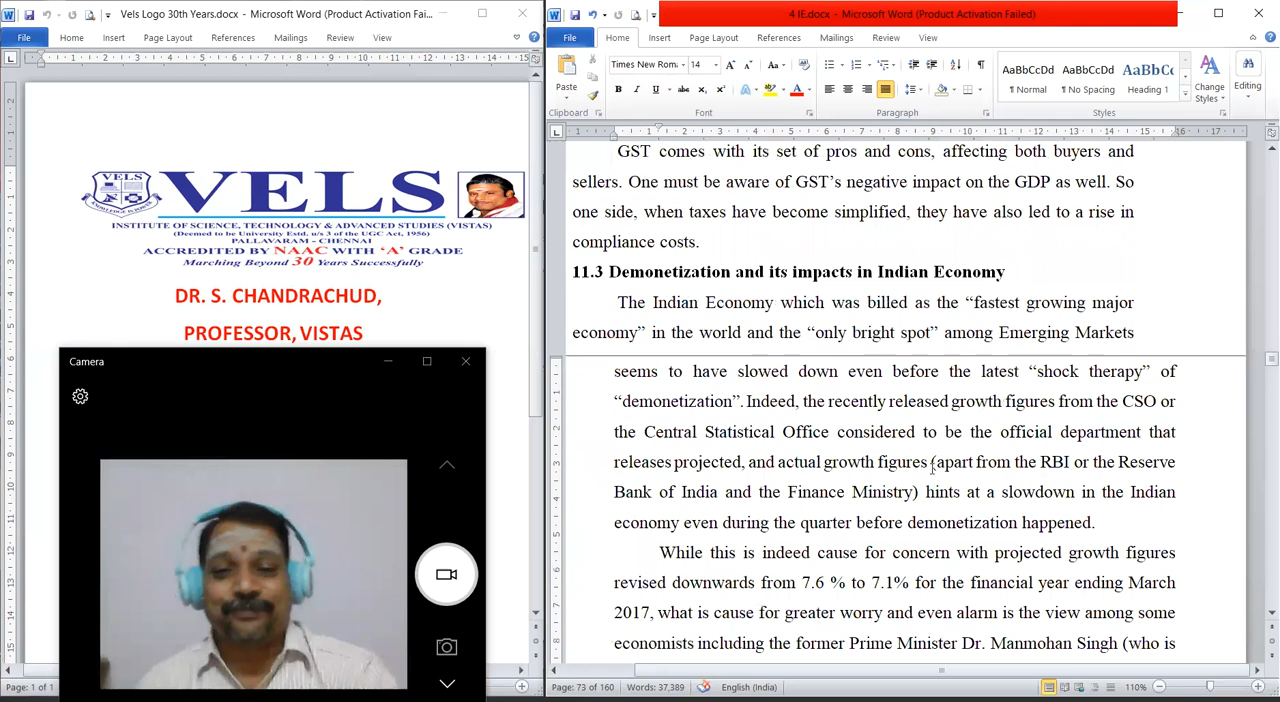 Vels Logo 30th Years.docx - Microsoft Word (Product Activation Fai...
File Home Insert Page Layout References Mailings Review View
VELS
VELS
INSTITUTE OF SCIENCE, TECHNOLOGY & ADVANCED STUDIES (VISTAS)
(Deemed to be University Estd. u/s 3 of the UGC Act, 1956)
PALLAVARAM - CHENNAI
ACCREDITED BY NAAC WITH ‘A’ GRADE
Marching Beyond 30 Years Successfully
DR. S. CHANDRACHUD,
PROFESSOR, VISTAS
Camera
Page: 1 of 1
4 IE.docx - Microsoft Word (Product Activation Failed)
File Home Insert Page Layout References Mailings Review View
Times New Rom 14
Paste
AaBbCcDd AaBbCcDd AaBbCc
¶ Normal ¶ No Spacing Heading 1
Change Styles
Editing
Clipboard Font Paragraph Styles
GST comes with its set of pros and cons, affecting both buyers and
sellers. One must be aware of GST’s negative impact on the GDP as well. So
one side, when taxes have become simplified, they have also led to a rise in
compliance costs.
11.3 Demonetization and its impacts in Indian Economy
The Indian Economy which was billed as the “fastest growing major
economy” in the world and the “only bright spot” among Emerging Markets
seems to have slowed down even before the latest “shock therapy” of
“demonetization”. Indeed, the recently released growth figures from the CSO or
the Central Statistical Office considered to be the official department that
releases projected, and actual growth figures (apart from the RBI or the Reserve
Bank of India and the Finance Ministry) hints at a slowdown in the Indian
economy even during the quarter before demonetization happened.
While this is indeed cause for concern with projected growth figures
revised downwards from 7.6 % to 7.1% for the financial year ending March
2017, what is cause for greater worry and even alarm is the view among some
economists including the former Prime Minister Dr. Manmohan Singh (who is
Page: 73 of 160 Words: 37,389 English (India) 110%